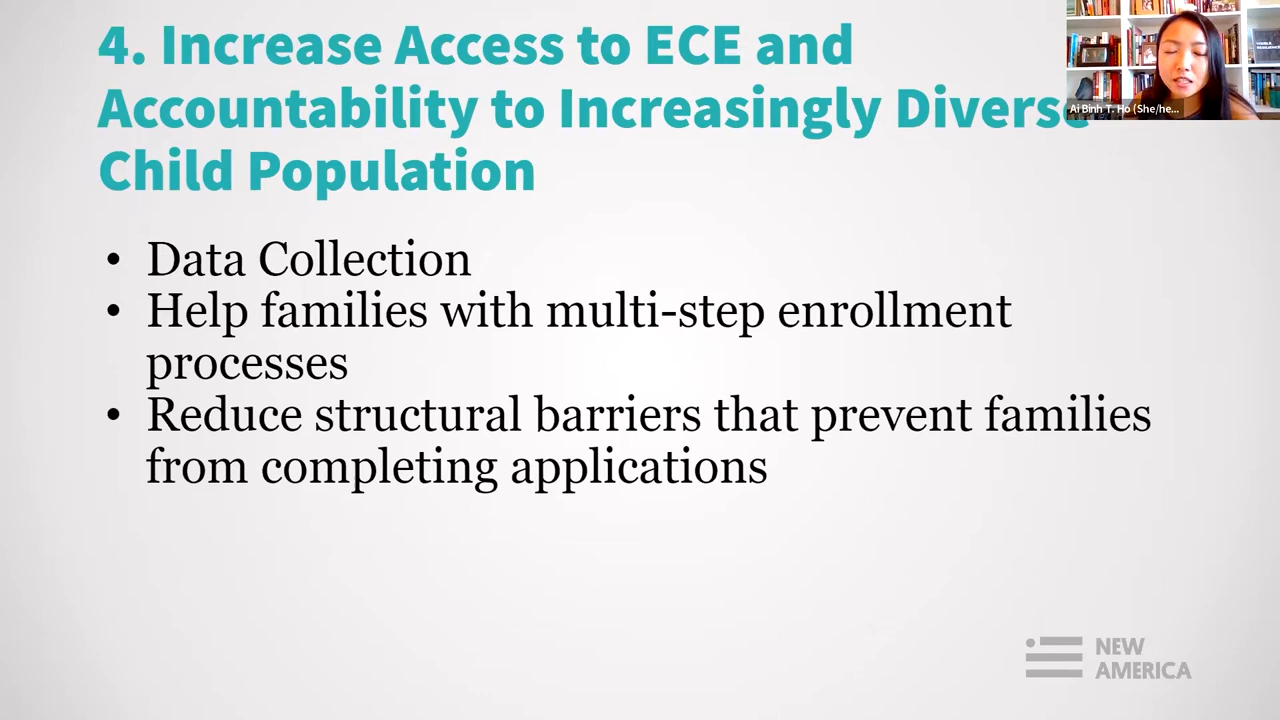 4. Increase Access to ECE and
Accountability to Increasingly Diverse
Child Population
Ai Binh T. Ho (She/he...
• Data Collection
• Help families with multi-step enrollment
processes
• Reduce structural barriers that prevent families
from completing applications
NEW
AMERICA